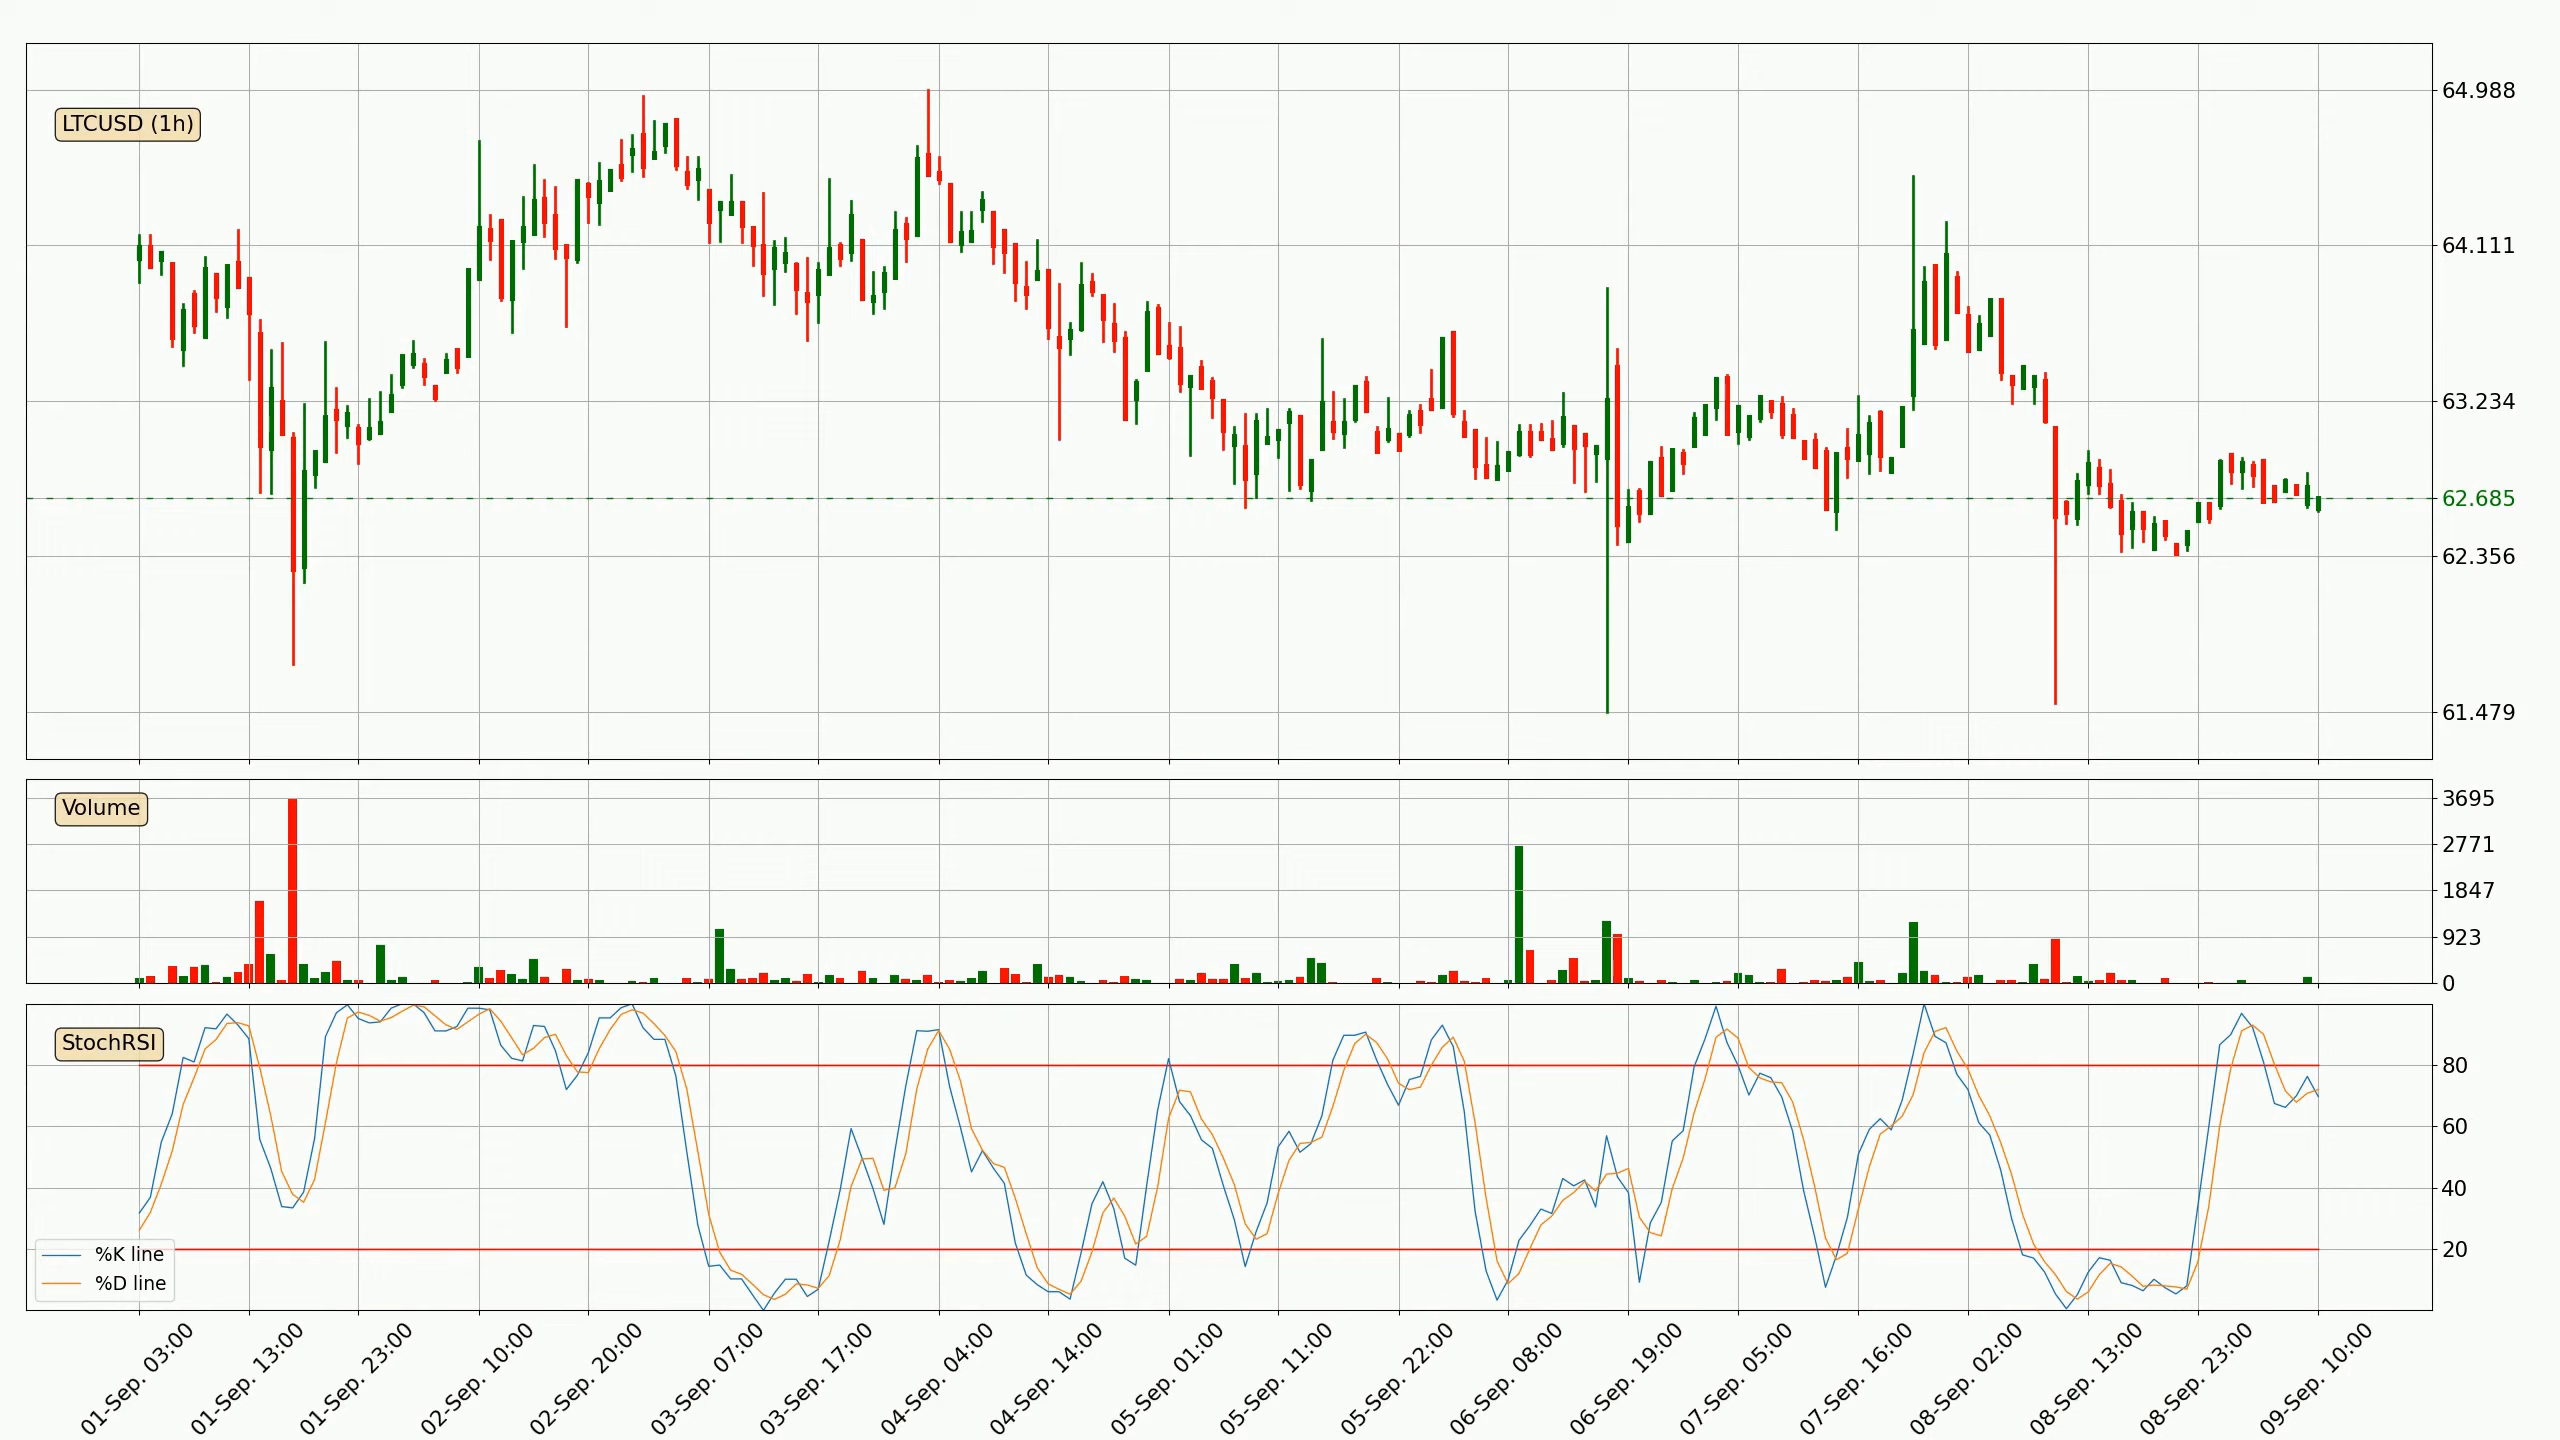 LTCUSD (1h)
64.988
64.111
63.234
62.685
62.356
61.479
Volume
3695
2771
1847
923
0
StochRSI
80
60
40
20
%K line
%D line
01-Sep. 03:00
01-Sep. 13:00
01-Sep. 23:00
02-Sep. 10:00
02-Sep. 20:00
03-Sep. 07:00
03-Sep. 17:00
04-Sep. 04:00
04-Sep. 14:00
05-Sep. 01:00
05-Sep. 11:00
05-Sep. 22:00
06-Sep. 08:00
06-Sep. 19:00
07-Sep. 05:00
07-Sep. 16:00
08-Sep. 02:00
08-Sep. 13:00
08-Sep. 23:00
09-Sep. 10:00